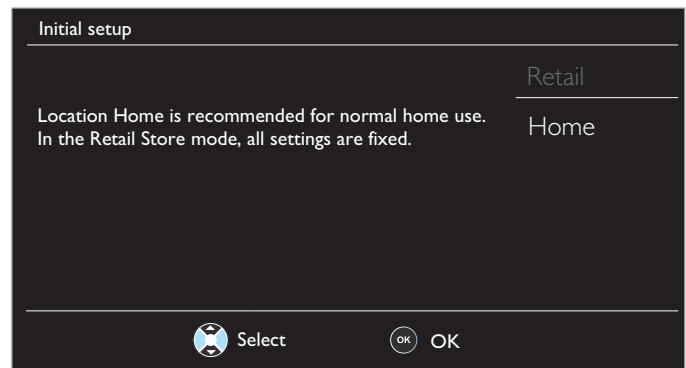 Initial setup
Retail
Location Home is recommended for normal home use.
In the Retail Store mode, all settings are fixed.
Home
Select
OK OK